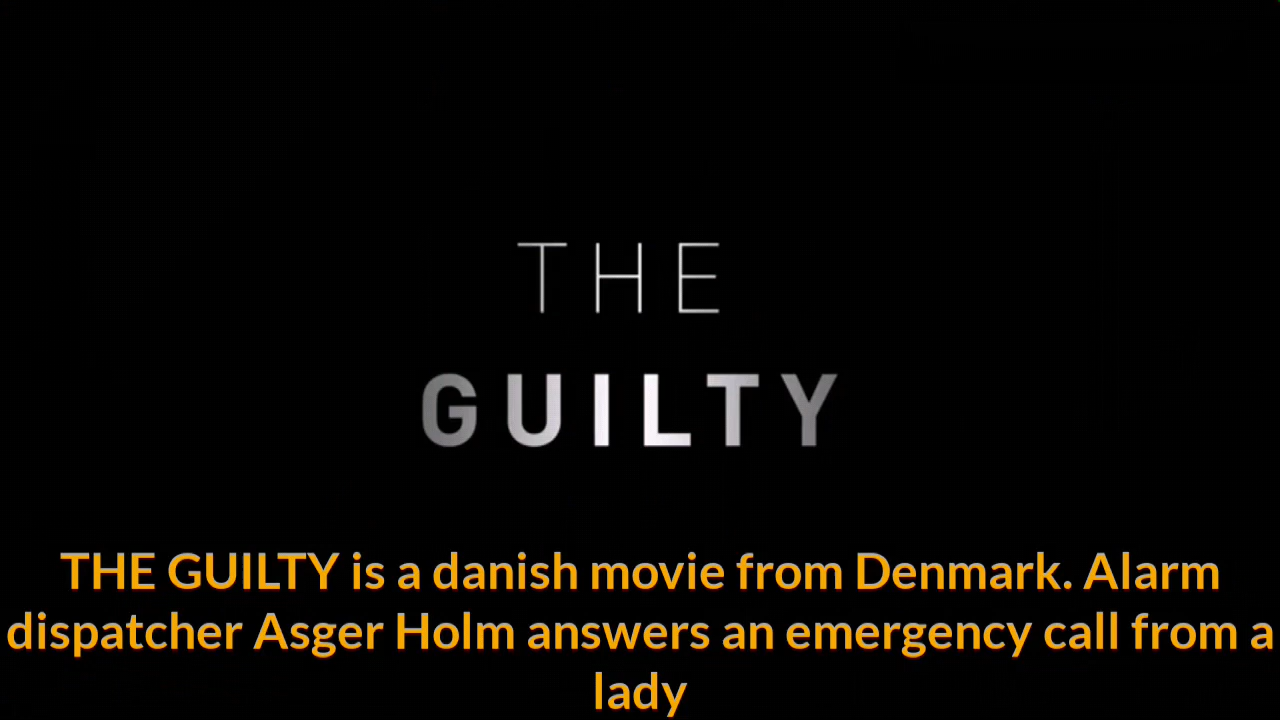 THE
GUILTY
THE GUILTY is a danish movie from Denmark. Alarm
dispatcher Asger Holm answers an emergency call from a
lady